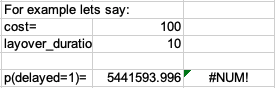 For example lets say:
cost= 100
layover_duratio 10
p(delayed=1)= 5441593.996 #NUM!